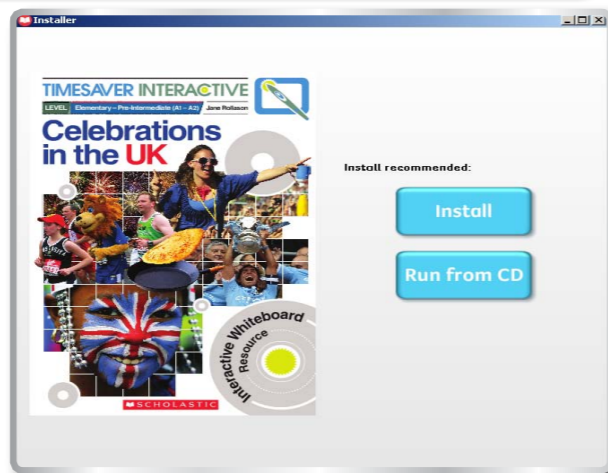 Installer
TIMESAVER INTERACTIVE
LEVEL Elementary – Pre-Intermediate (A1 – A2) Jane Rollason
Celebrations
in the UK
Interactive Whiteboard
Resource
SCHOLASTIC
Install recommended:
Install
Run from CD